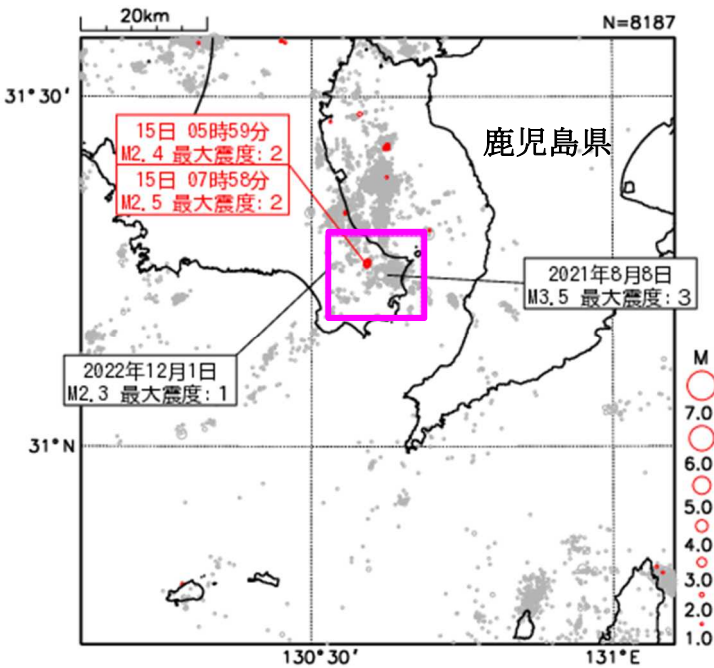 20km
N=8187
31°30′
15日 05時59分
M2.4 最大震度:2
15日 07時58分
M2.5 最大震度:2
鹿児島県
2021年8月8日
M3.5 最大震度:3
2022年12月1日
M2.3 最大震度:1
M
7.0
6.0
5.0
4.0
3.0
2.0
1.0
31°N
130°30′
131°E